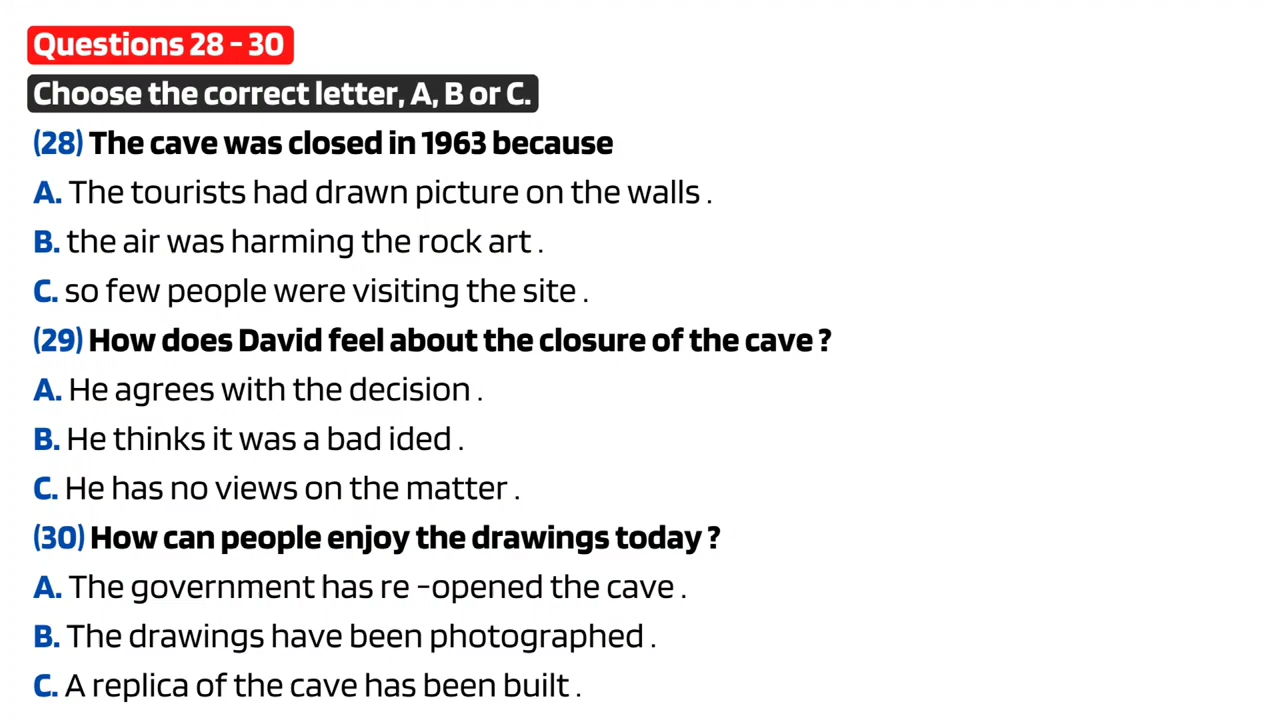 Questions 28 - 30
Choose the correct letter, A, B or C.
(28) The cave was closed in 1963 because
A. The tourists had drawn picture on the walls .
B. the air was harming the rock art .
C. so few people were visiting the site .
(29) How does David feel about the closure of the cave ?
A. He agrees with the decision .
B. He thinks it was a bad ided .
C. He has no views on the matter .
(30) How can people enjoy the drawings today ?
A. The government has re -opened the cave .
B. The drawings have been photographed .
C. A replica of the cave has been built .